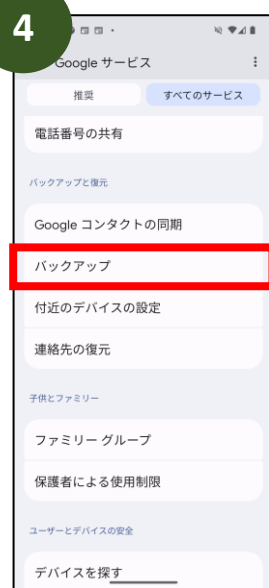 4
Google サービス
推奨
すべてのサービス
電話番号の共有
バックアップと復元
Google コンタクトの同期
バックアップ
付近のデバイスの設定
連絡先の復元
子供とファミリー
ファミリー グループ
保護者による使用制限
ユーザーとデバイスの安全
デバイスを探す